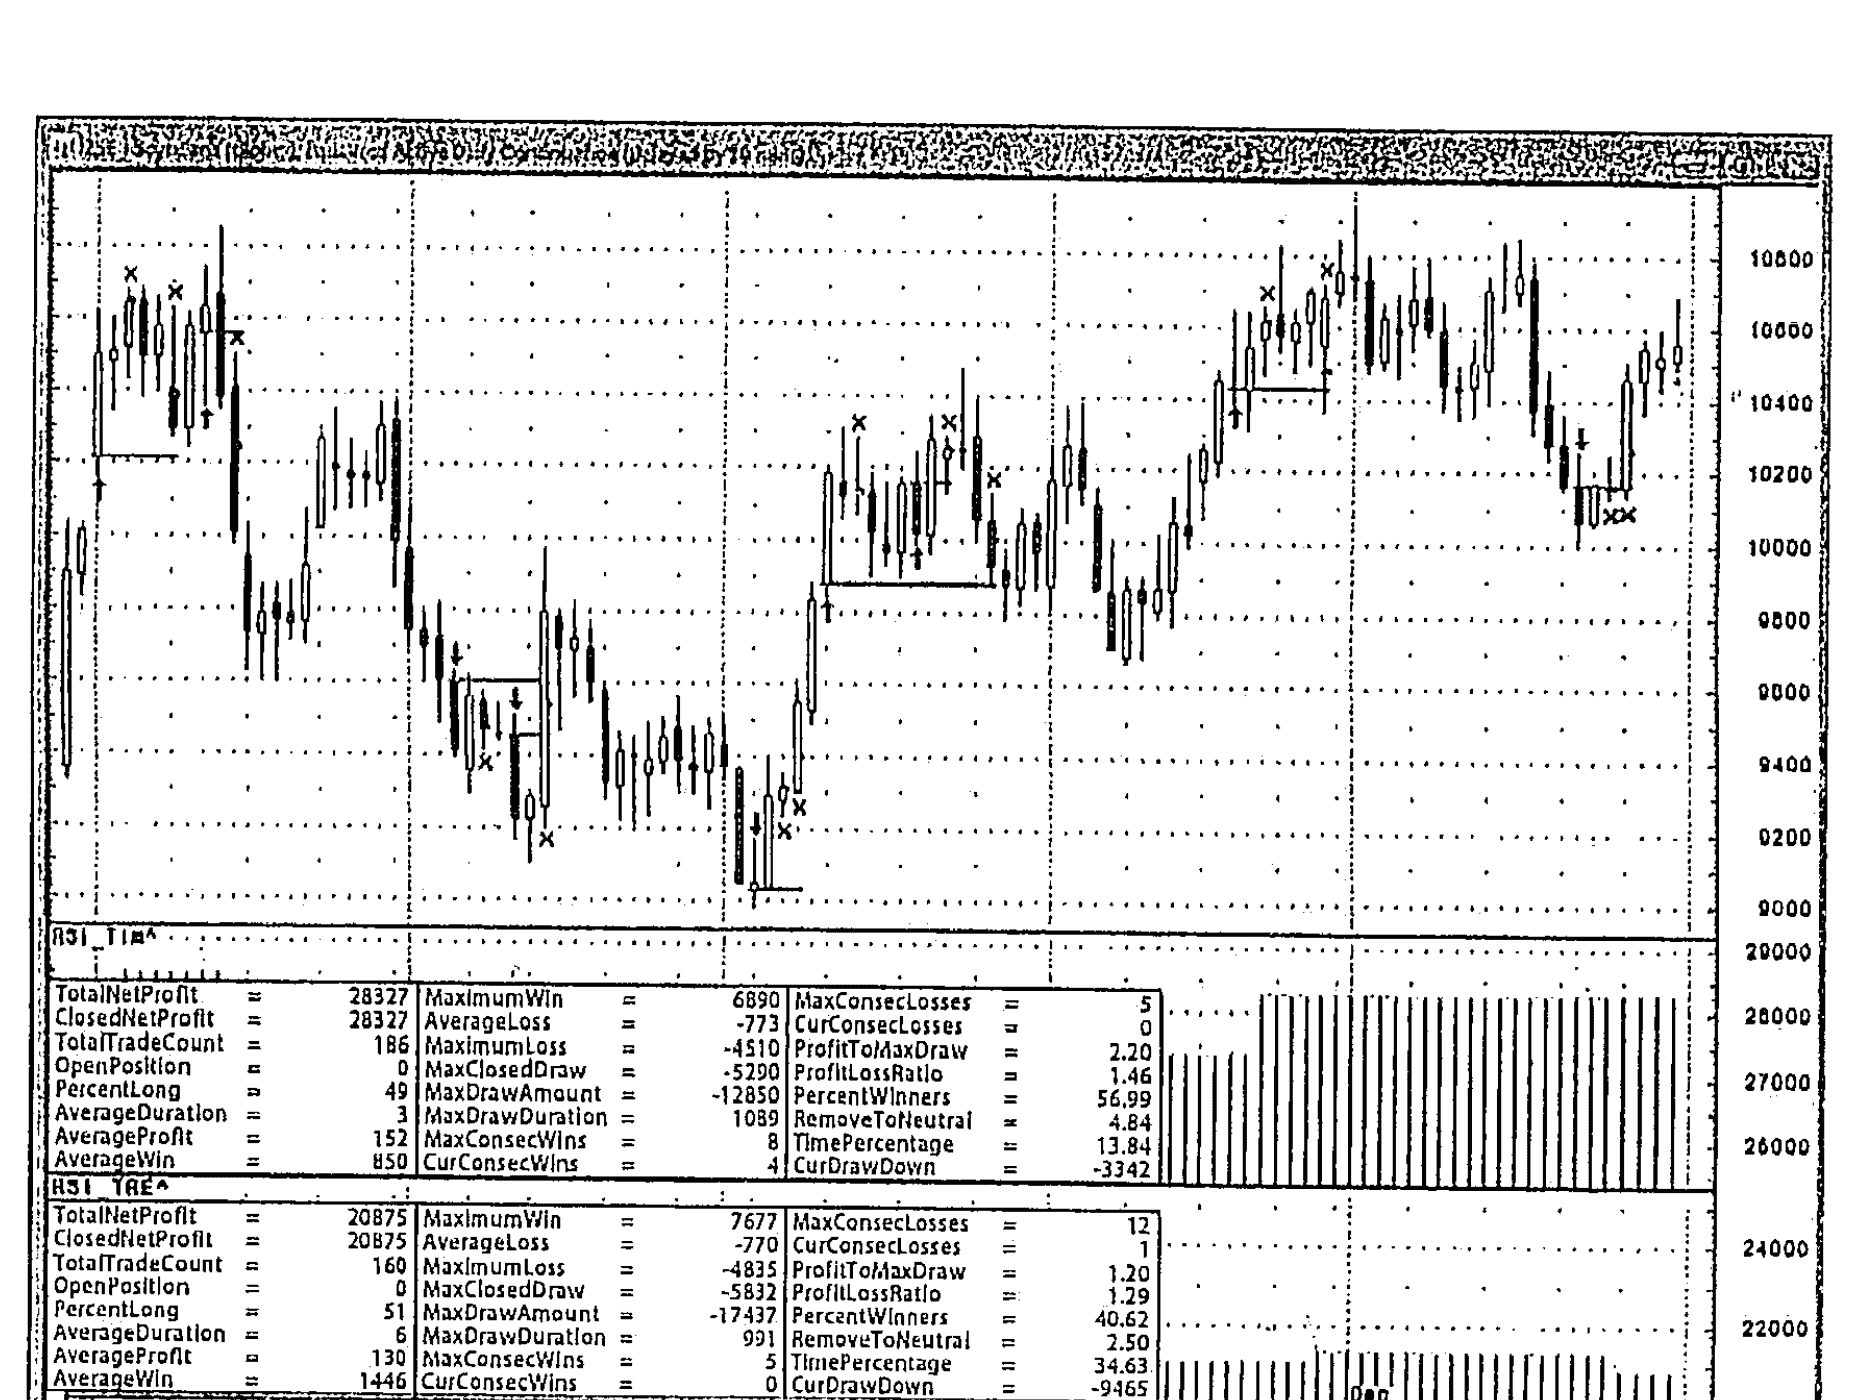 10800
10600
10400
10200
10000
9800
9600
9400
9200
9000
RSI_Tim^
29000
TotalNetProfit = 28327 MaximumWin = 6890 MaxConsecLosses = 5
ClosedNetProfit = 28327 AverageLoss = -773 CurConsecLosses = 0
28000
TotalTradeCount = 186 MaximumLoss = -4510 ProfitToMaxDraw = 2.20
OpenPosition = 0 MaxClosedDraw = -5290 ProfitLossRatio = 1.46
27000
PercentLong = 49 MaxDrawAmount = -12850 PercentWinners = 56.99
AverageDuration = 3 MaxDrawDuration = 1089 RemoveToNeutral = 4.84
AverageProfit = 152 MaxConsecWins = 8 TimePercentage = 13.84
26000
AverageWin = 850 CurConsecWins = 4 CurDrawDown = -3342
RSI_TRE^
TotalNetProfit = 20875 MaximumWin = 7677 MaxConsecLosses = 12
ClosedNetProfit = 20875 AverageLoss = -770 CurConsecLosses = 1
24000
TotalTradeCount = 160 MaximumLoss = -4835 ProfitToMaxDraw = 1.20
OpenPosition = 0 MaxClosedDraw = -5832 ProfitLossRatio = 1.29
PercentLong = 51 MaxDrawAmount = -17437 PercentWinners = 40.62
22000
AverageDuration = 6 MaxDrawDuration = 991 RemoveToNeutral = 2.50
AverageProfit = 130 MaxConsecWins = 5 TimePercentage = 34.63
AverageWin = 1446 CurConsecWins = 0 CurDrawDown = -9465
Dec